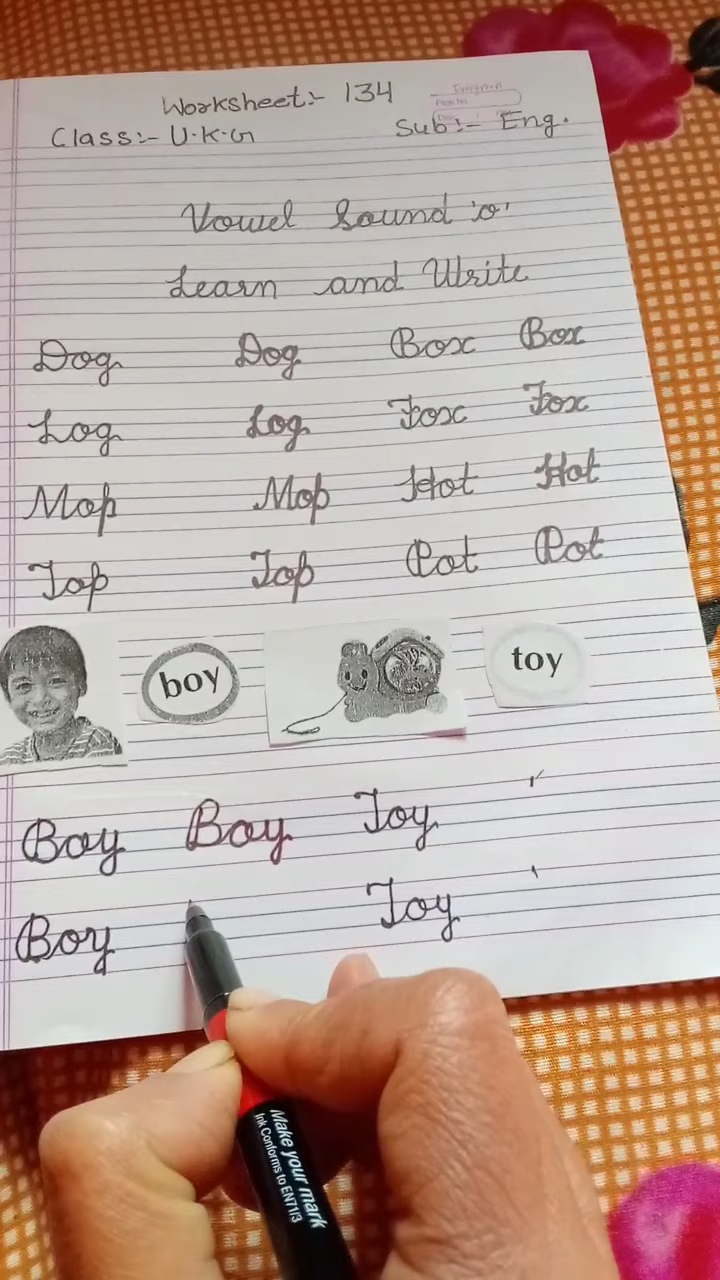 Worksheet:- 134
Class:- U.K.G
Sub:- Eng.
Vowel Sound 'o'
Learn and Write
Dog Dog Box Box
Log Log Fox Fox
Mop Mop Hot Hot
Top Top Pot Pot
boy toy
Boy Boy Toy
Boy Toy
Make your mark
Ink Conforms to EN71/3